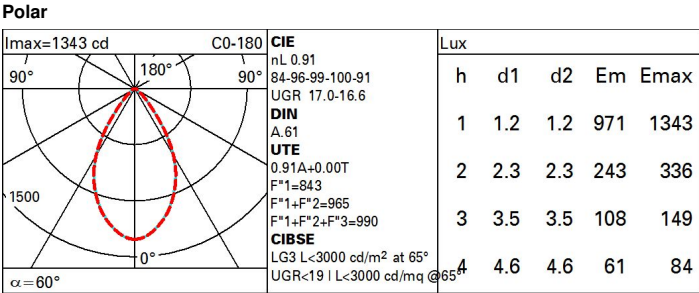 Polar
Imax=1343 cd C0-180
90° 180° 90°
1500
0°
α=60°
CIE
nL 0.91
84-96-99-100-91
UGR 17.0-16.6
DIN
A.61
UTE
0.91A+0.00T
F"1=843
F"1+F"2=965
F"1+F"2+F"3=990
CIBSE
LG3 L<3000 cd/m² at 65°
UGR<19 | L<3000 cd/mq @65°
Lux
h d1 d2 Em Emax
1 1.2 1.2 971 1343
2 2.3 2.3 243 336
3 3.5 3.5 108 149
4 4.6 4.6 61 84